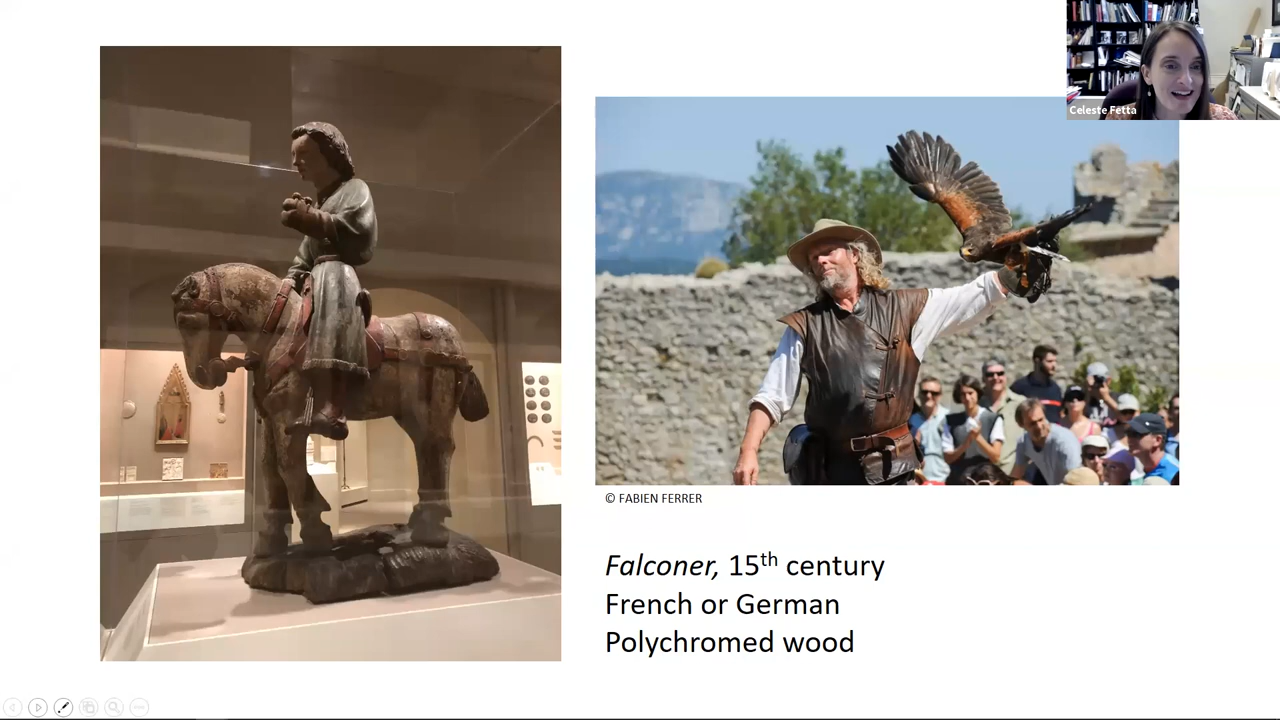 Celeste Fetta
© FABIEN FERRER
Falconer, 15th century
French or German
Polychromed wood